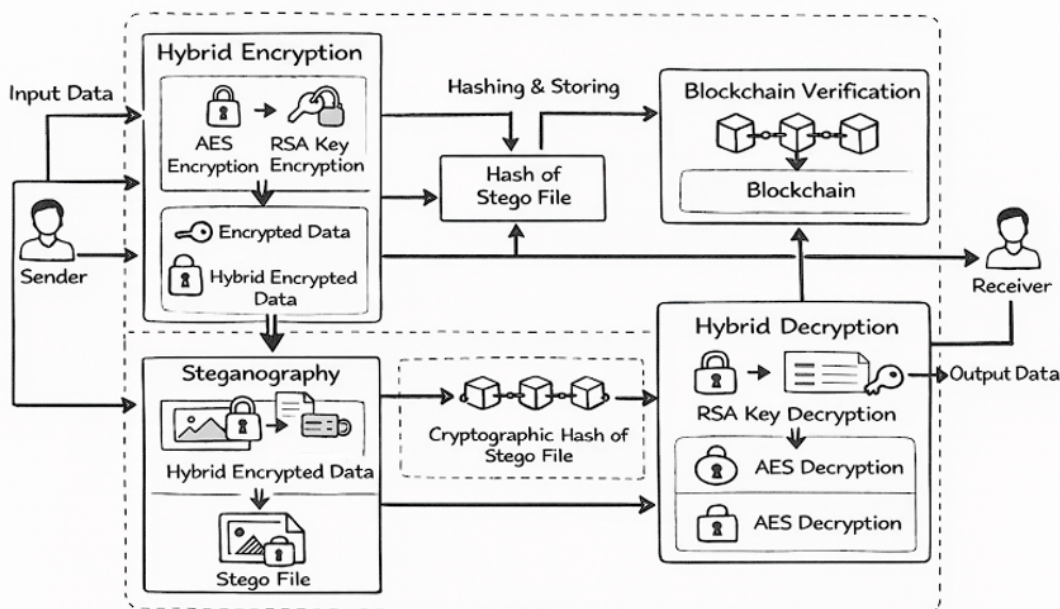 Input Data
Sender
Hybrid Encryption
AES
Encryption
RSA Key
Encryption
Encrypted Data
Hybrid Encrypted
Data
Hashing & Storing
Hash of
Stego File
Blockchain Verification
Blockchain
Receiver
Steganography
Hybrid Encrypted Data
Stego File
Cryptographic Hash of
Stego File
Hybrid Decryption
RSA Key Decryption
AES Decryption
AES Decryption
Output Data